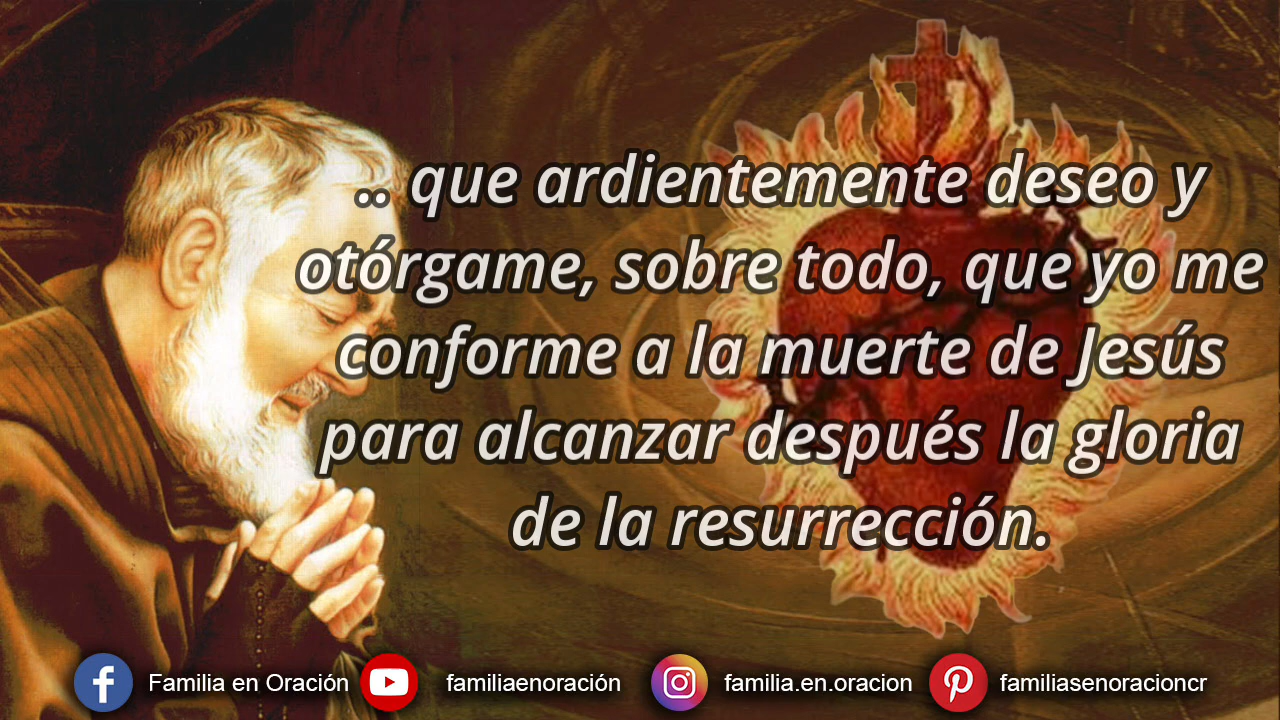 .. que ardientemente deseo y
otórgame, sobre todo, que yo me
conforme a la muerte de Jesús
para alcanzar después la gloria
de la resurrección.
Familia en Oración
familiaenoración
familia.en.oracion
familiasenoracioncr